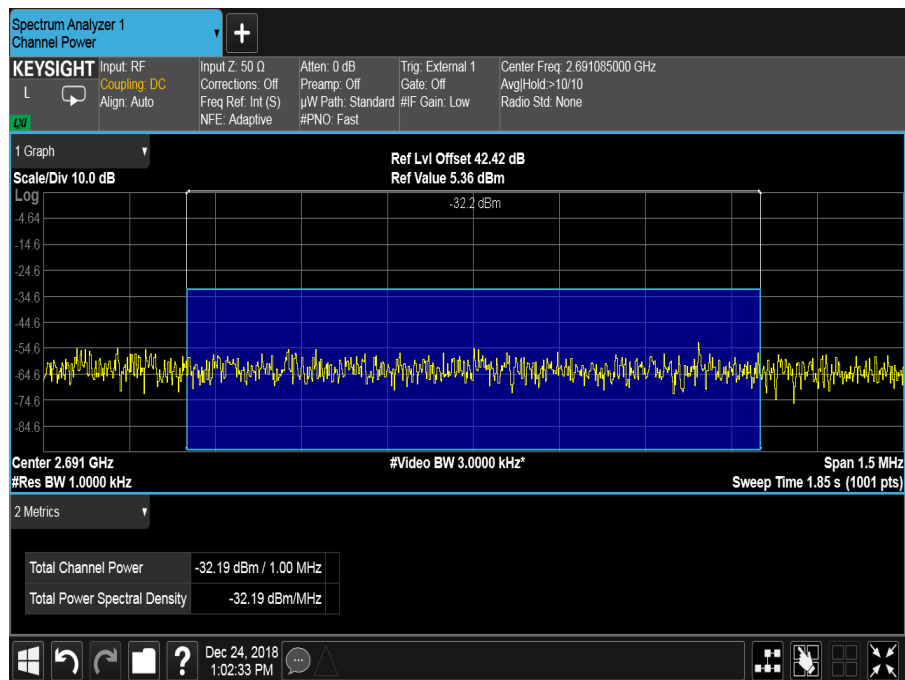 Spectrum Analyzer 1
Channel Power
+
KEYSIGHT
L
LXI
Input: RF
Coupling: DC
Align: Auto
Input Z: 50 Ω
Corrections: Off
Freq Ref: Int (S)
NFE: Adaptive
Atten: 0 dB
Preamp: Off
µW Path: Standard
#PNO: Fast
Trig: External 1
Gate: Off
#IF Gain: Low
Center Freq: 2.691085000 GHz
Avg|Hold:>10/10
Radio Std: None
1 Graph
Scale/Div 10.0 dB
Ref Lvl Offset 42.42 dB
Ref Value 5.36 dBm
Log
-32.2 dBm
-4.64
-14.6
-24.6
-34.6
-44.6
-54.6
-64.6
-74.6
-84.6
Center 2.691 GHz
#Video BW 3.0000 kHz*
Span 1.5 MHz
#Res BW 1.0000 kHz
Sweep Time 1.85 s (1001 pts)
2 Metrics
Total Channel Power -32.19 dBm / 1.00 MHz
Total Power Spectral Density -32.19 dBm/MHz
?
Dec 24, 2018
1:02:33 PM